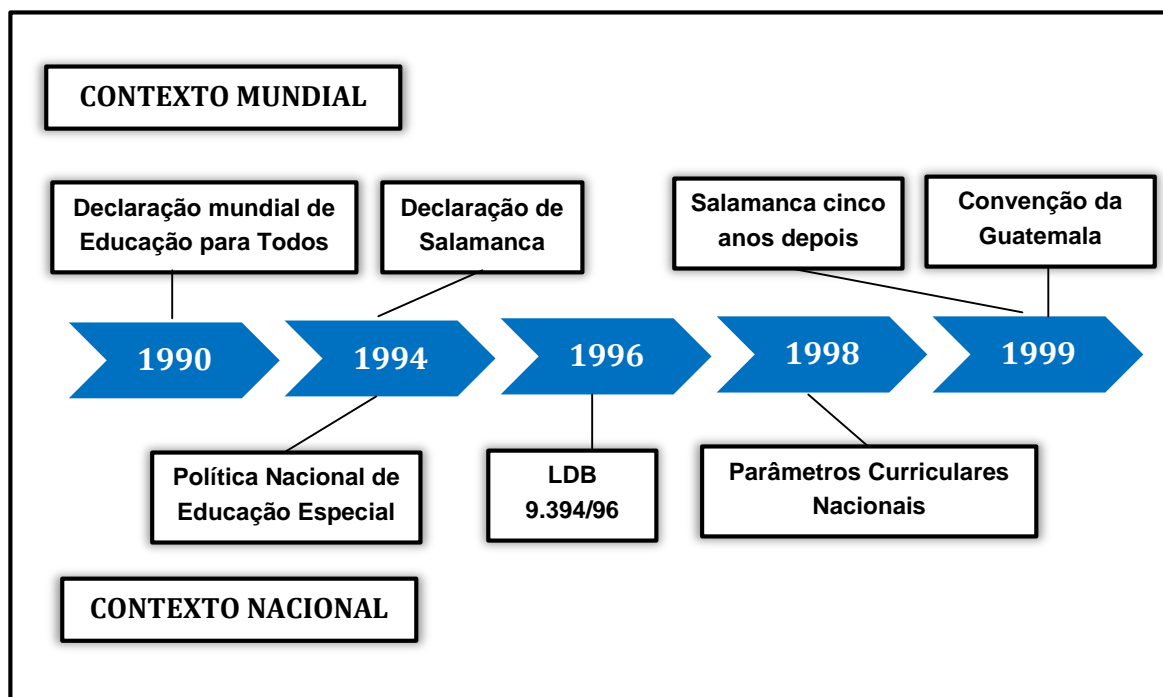 CONTEXTO MUNDIAL
Declaração mundial de
Educação para Todos
Declaração de
Salamanca
Salamanca cinco
anos depois
Convenção da
Guatemala
1990
1994
1996
1998
1999
Política Nacional de
Educação Especial
LDB
9.394/96
Parâmetros Curriculares
Nacionais
CONTEXTO NACIONAL